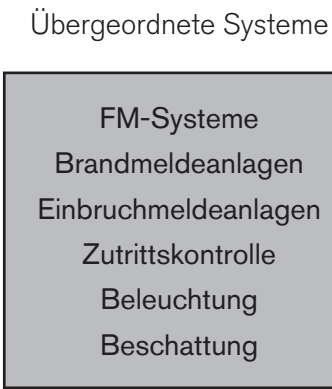 Übergeordnete Systeme
FM-Systeme
Brandmeldeanlagen
Einbruchmeldeanlagen
Zutrittskontrolle
Beleuchtung
Beschattung